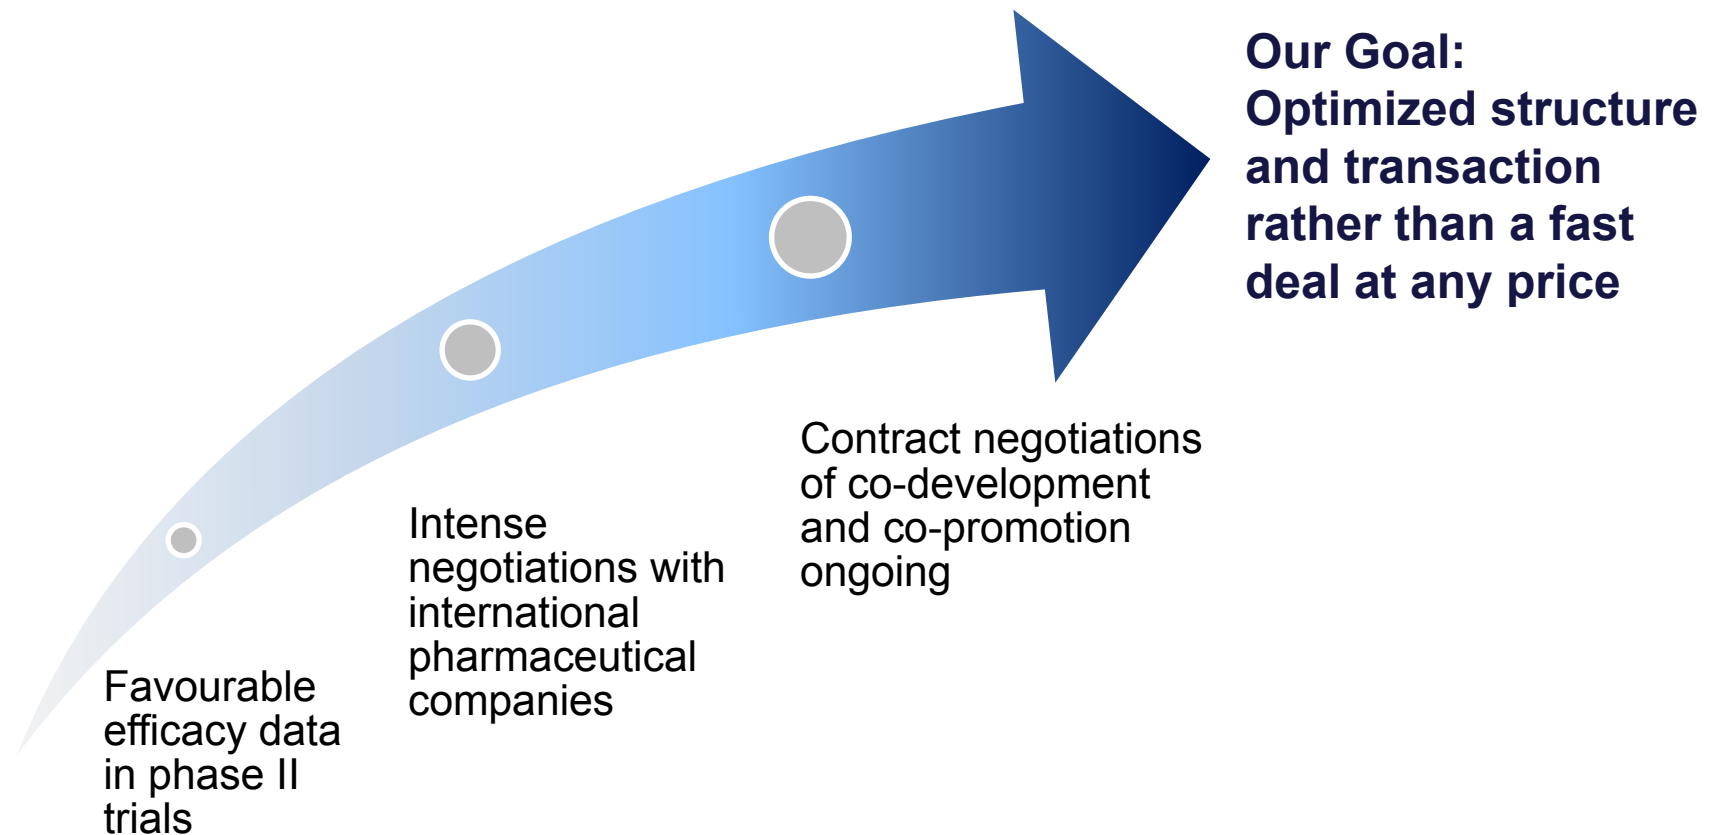 Our Goal:
Optimized structure
and transaction
rather than a fast
deal at any price
Contract negotiations
of co-development
and co-promotion
ongoing
Intense
negotiations with
international
pharmaceutical
companies
Favourable
efficacy data
in phase II
trials